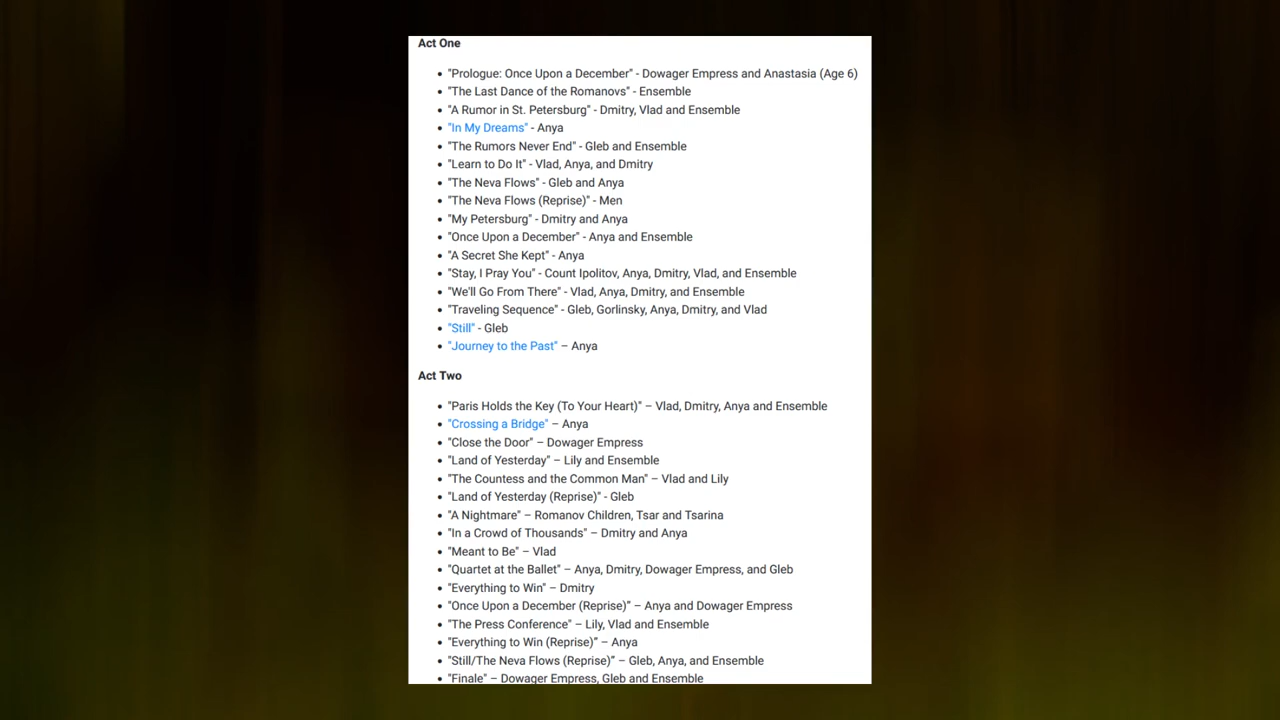 Act One
"Prologue: Once Upon a December" - Dowager Empress and Anastasia (Age 6)
"The Last Dance of the Romanovs" - Ensemble
"A Rumor in St. Petersburg" - Dmitry, Vlad and Ensemble
"In My Dreams" - Anya
"The Rumors Never End" - Gleb and Ensemble
"Learn to Do It" - Vlad, Anya, and Dmitry
"The Neva Flows" - Gleb and Anya
"The Neva Flows (Reprise)" - Men
"My Petersburg" - Dmitry and Anya
"Once Upon a December" - Anya and Ensemble
"A Secret She Kept" - Anya
"Stay, I Pray You" - Count Ipolitov, Anya, Dmitry, Vlad, and Ensemble
"We'll Go From There" - Vlad, Anya, Dmitry, and Ensemble
"Traveling Sequence" - Gleb, Gorlinsky, Anya, Dmitry, and Vlad
"Still" - Gleb
"Journey to the Past" – Anya
Act Two
"Paris Holds the Key (To Your Heart)" – Vlad, Dmitry, Anya and Ensemble
"Crossing a Bridge" – Anya
"Close the Door" – Dowager Empress
"Land of Yesterday" – Lily and Ensemble
"The Countess and the Common Man" – Vlad and Lily
"Land of Yesterday (Reprise)" - Gleb
"A Nightmare" – Romanov Children, Tsar and Tsarina
"In a Crowd of Thousands" – Dmitry and Anya
"Meant to Be" – Vlad
"Quartet at the Ballet" – Anya, Dmitry, Dowager Empress, and Gleb
"Everything to Win" – Dmitry
"Once Upon a December (Reprise)" – Anya and Dowager Empress
"The Press Conference" – Lily, Vlad and Ensemble
"Everything to Win (Reprise)" – Anya
"Still/The Neva Flows (Reprise)" – Gleb, Anya, and Ensemble
"Finale" – Dowager Empress, Gleb and Ensemble